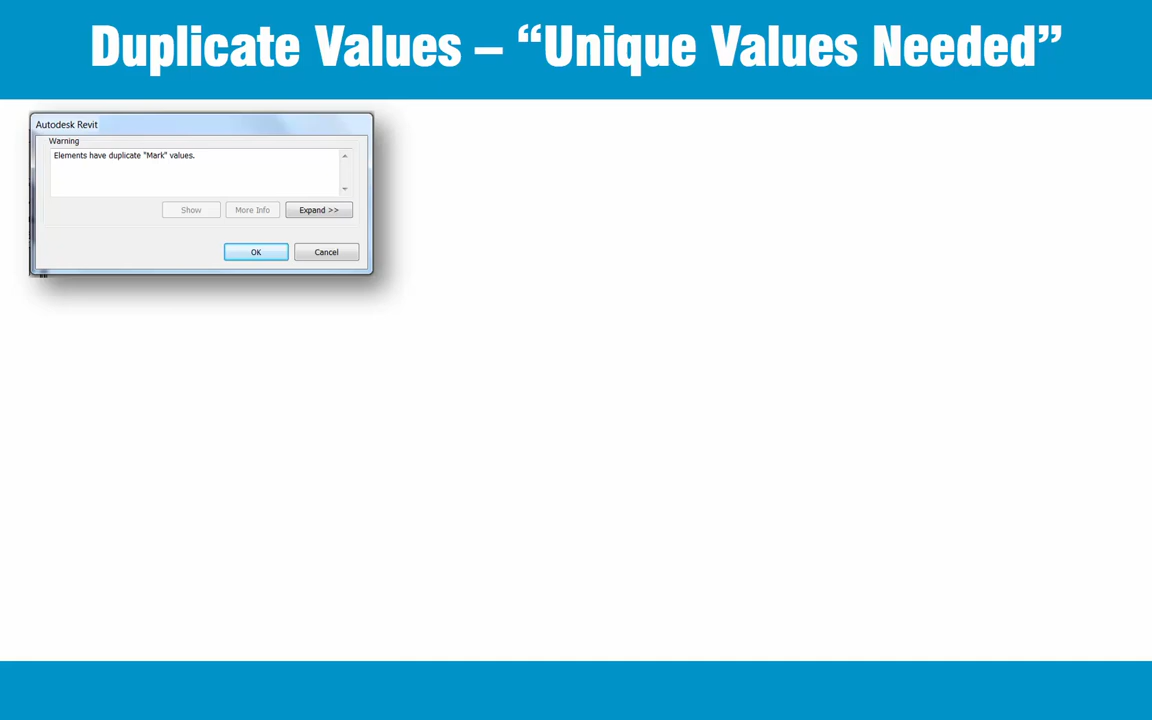 Duplicate Values – “Unique Values Needed”
Autodesk Revit
Warning
Elements have duplicate "Mark" values.
Show More Info Expand >>
OK Cancel